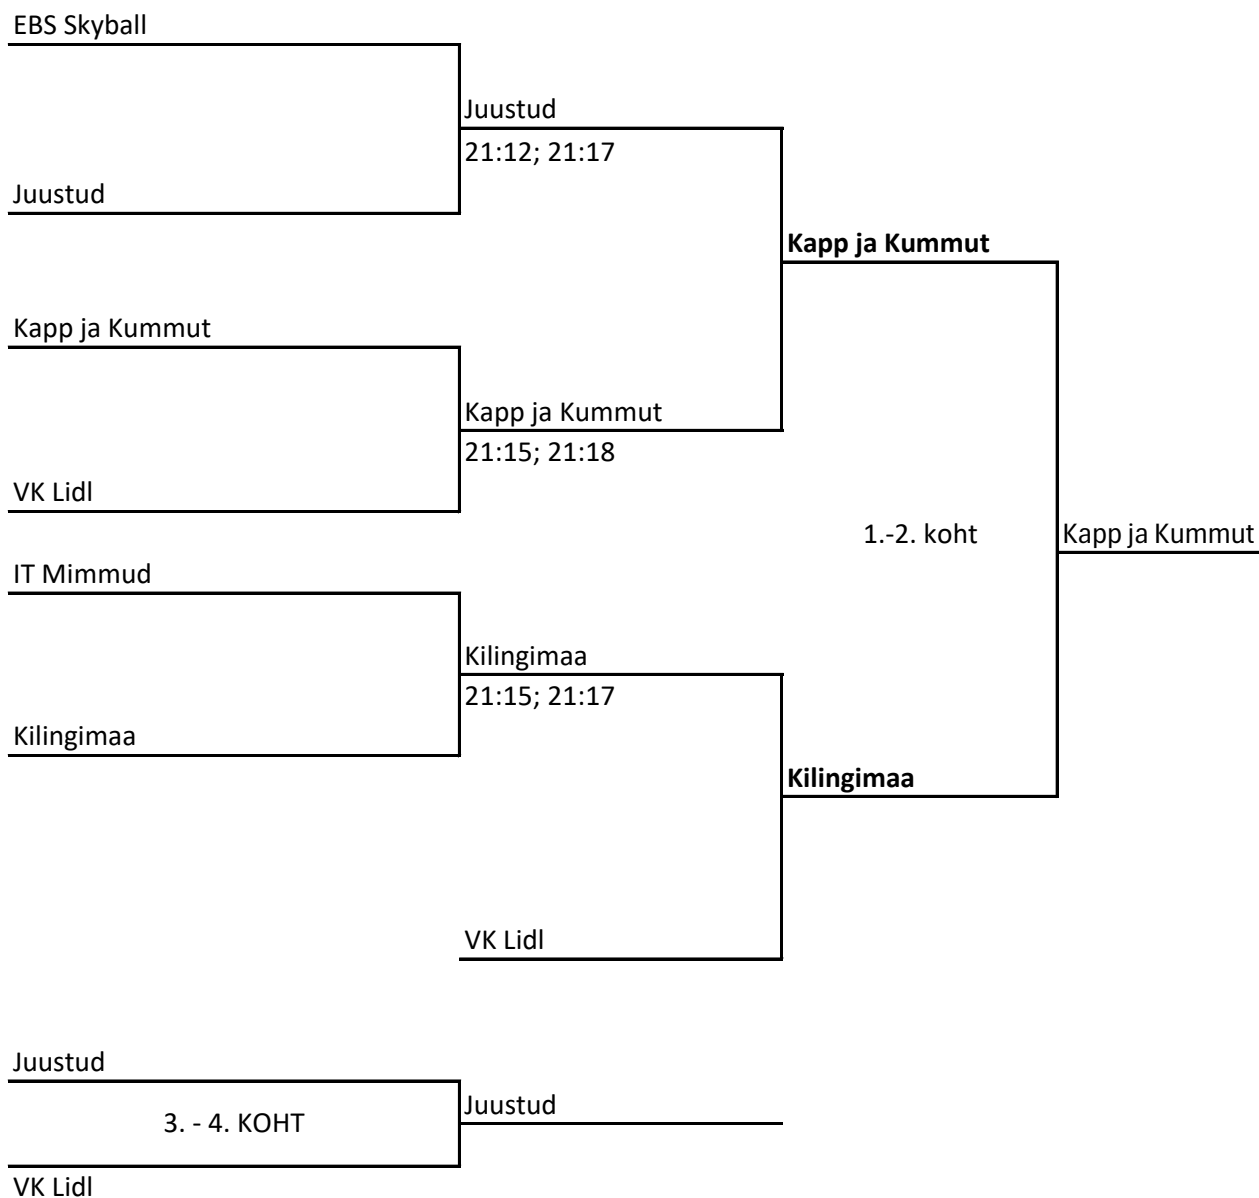 EBS Skyball
Juustud
21:12; 21:17
Juustud
Kapp ja Kummut
Kapp ja Kummut
Kapp ja Kummut
21:15; 21:18
VK Lidl
1.-2. koht
Kapp ja Kummut
IT Mimmud
Kilingimaa
21:15; 21:17
Kilingimaa
Kilingimaa
VK Lidl
Juustud
Juustud
3. - 4. KOHT
VK Lidl